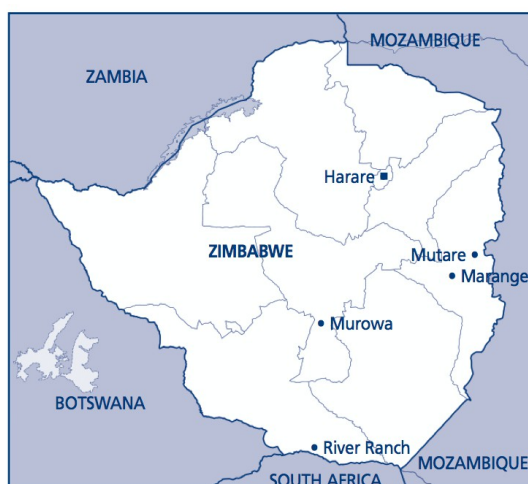 MOZAMBIQUE
ZAMBIA
Harare
ZIMBABWE
Mutare
Marange
Murowa
BOTSWANA
River Ranch
MOZAMBIQUE
SOUTH AFRICA